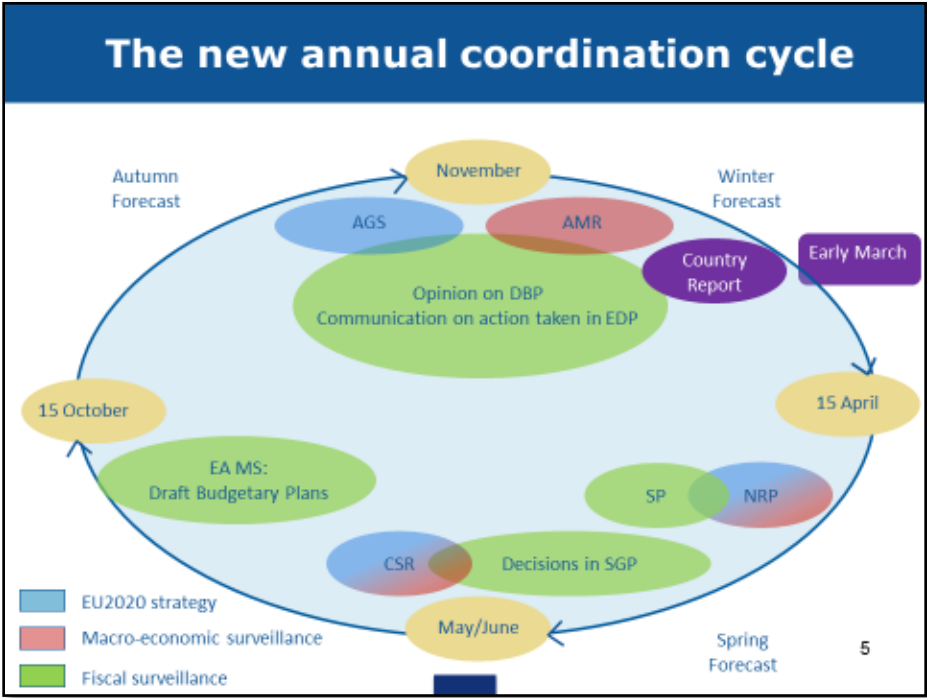 The new annual coordination cycle
Autumn
Forecast
November
Winter
Forecast
AGS
AMR
Country
Report
Early March
Opinion on DBP
Communication on action taken in EDP
15 October
15 April
EA MS:
Draft Budgetary Plans
SP
NRP
CSR
Decisions in SGP
EU2020 strategy
Macro-economic surveillance
Fiscal surveillance
May/June
Spring
Forecast
5